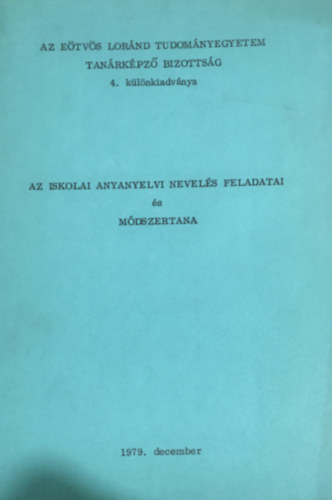 AZ EÖTVÖS LORÁND TUDOMÁNYEGYETEM
TANÁRKÉPZŐ BIZOTTSÁG
4. különkiadványa
AZ ISKOLAI ANYANYELVI NEVELÉS FELADATAI
és
MÓDSZERTANA
1979. december